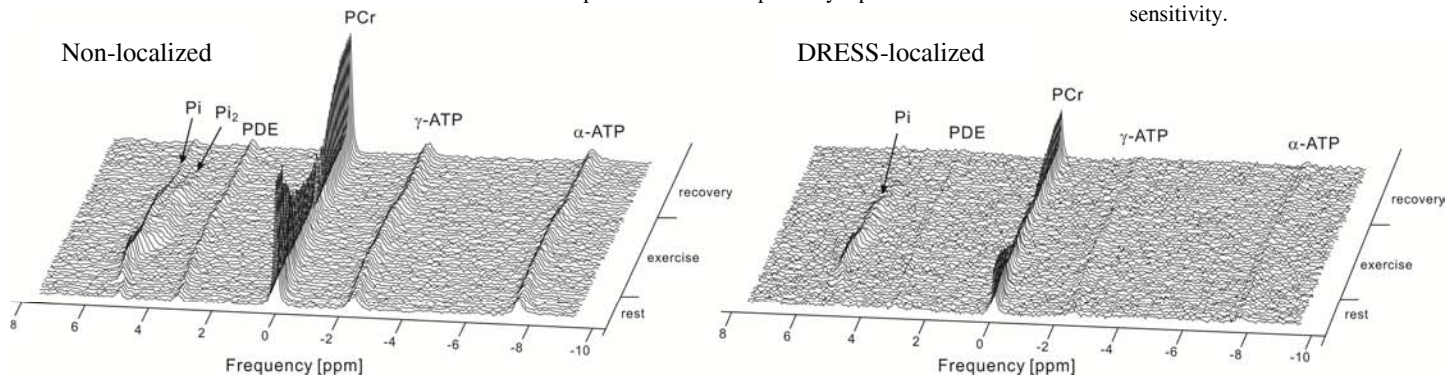 sensitivity.
Non-localized
PCr
Pi
Pi₂
PDE
γ-ATP
α-ATP
recovery
exercise
rest
8 6 4 2 0 -2 -4 -6 -8 -10
Frequency [ppm]
DRESS-localized
PCr
Pi
PDE
γ-ATP
α-ATP
recovery
exercise
rest
8 6 4 2 0 -2 -4 -6 -8 -10
Frequency [ppm]